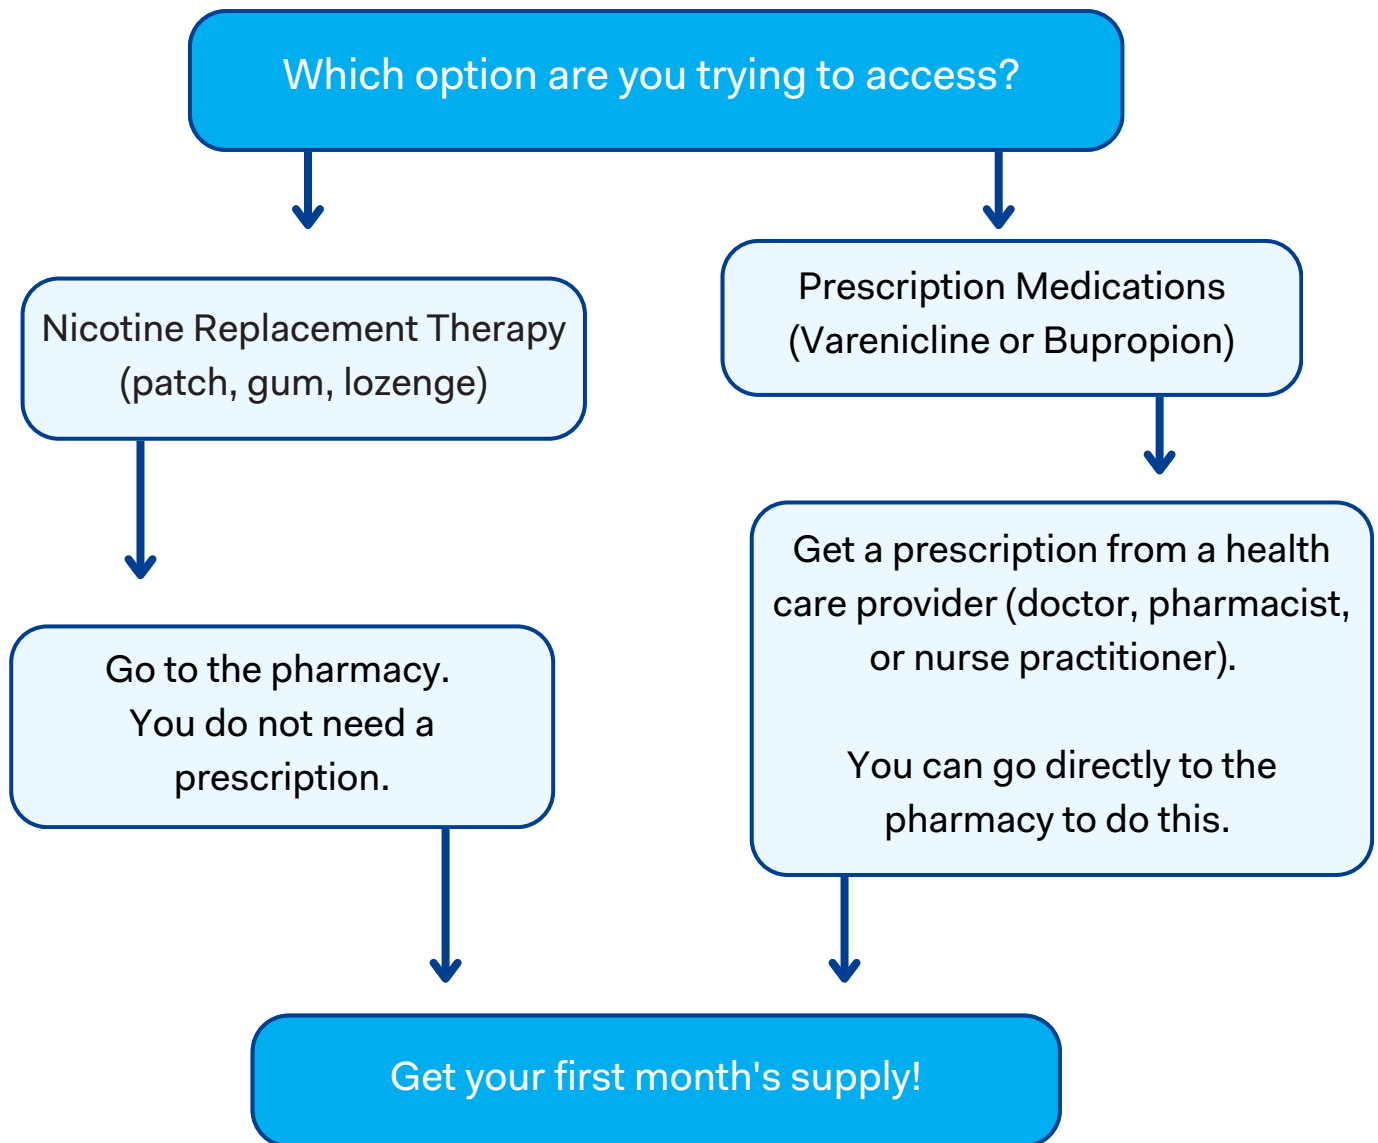 Which option are you trying to access?
Nicotine Replacement Therapy
(patch, gum, lozenge)
Prescription Medications
(Varenicline or Bupropion)
Go to the pharmacy.
You do not need a
prescription.
Get a prescription from a health
care provider (doctor, pharmacist,
or nurse practitioner).
You can go directly to the
pharmacy to do this.
Get your first month's supply!